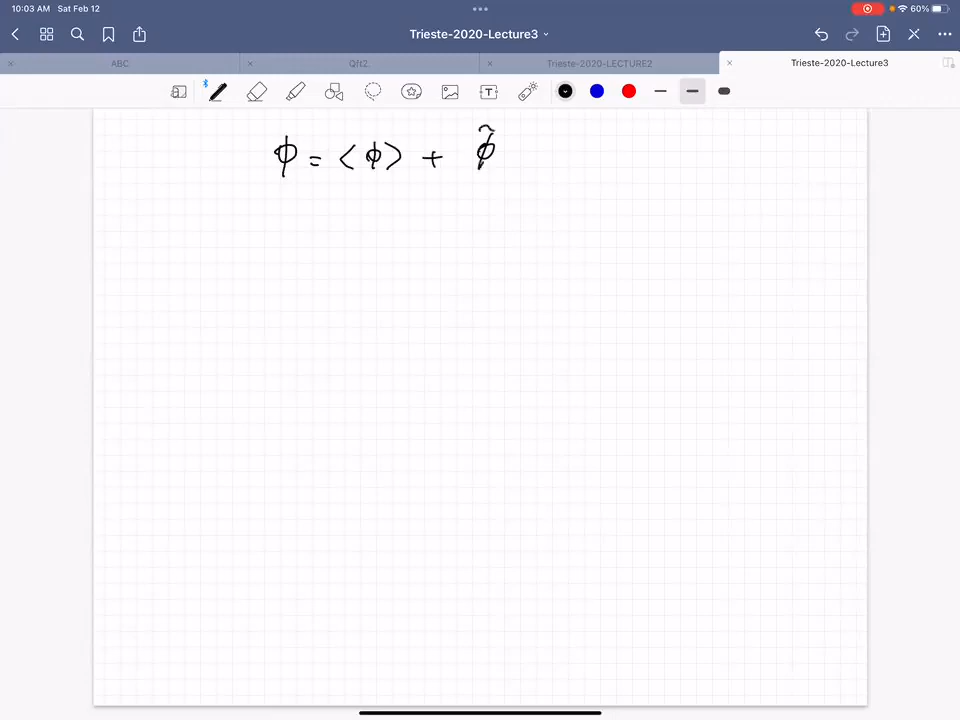 10:03 AM Sat Feb 12
60%
Trieste-2020-Lecture3
ABC
Qft2.
Trieste-2020-LECTURE2
Trieste-2020-Lecture3
T
ϕ = ⟨ϕ⟩ + ϕ̃